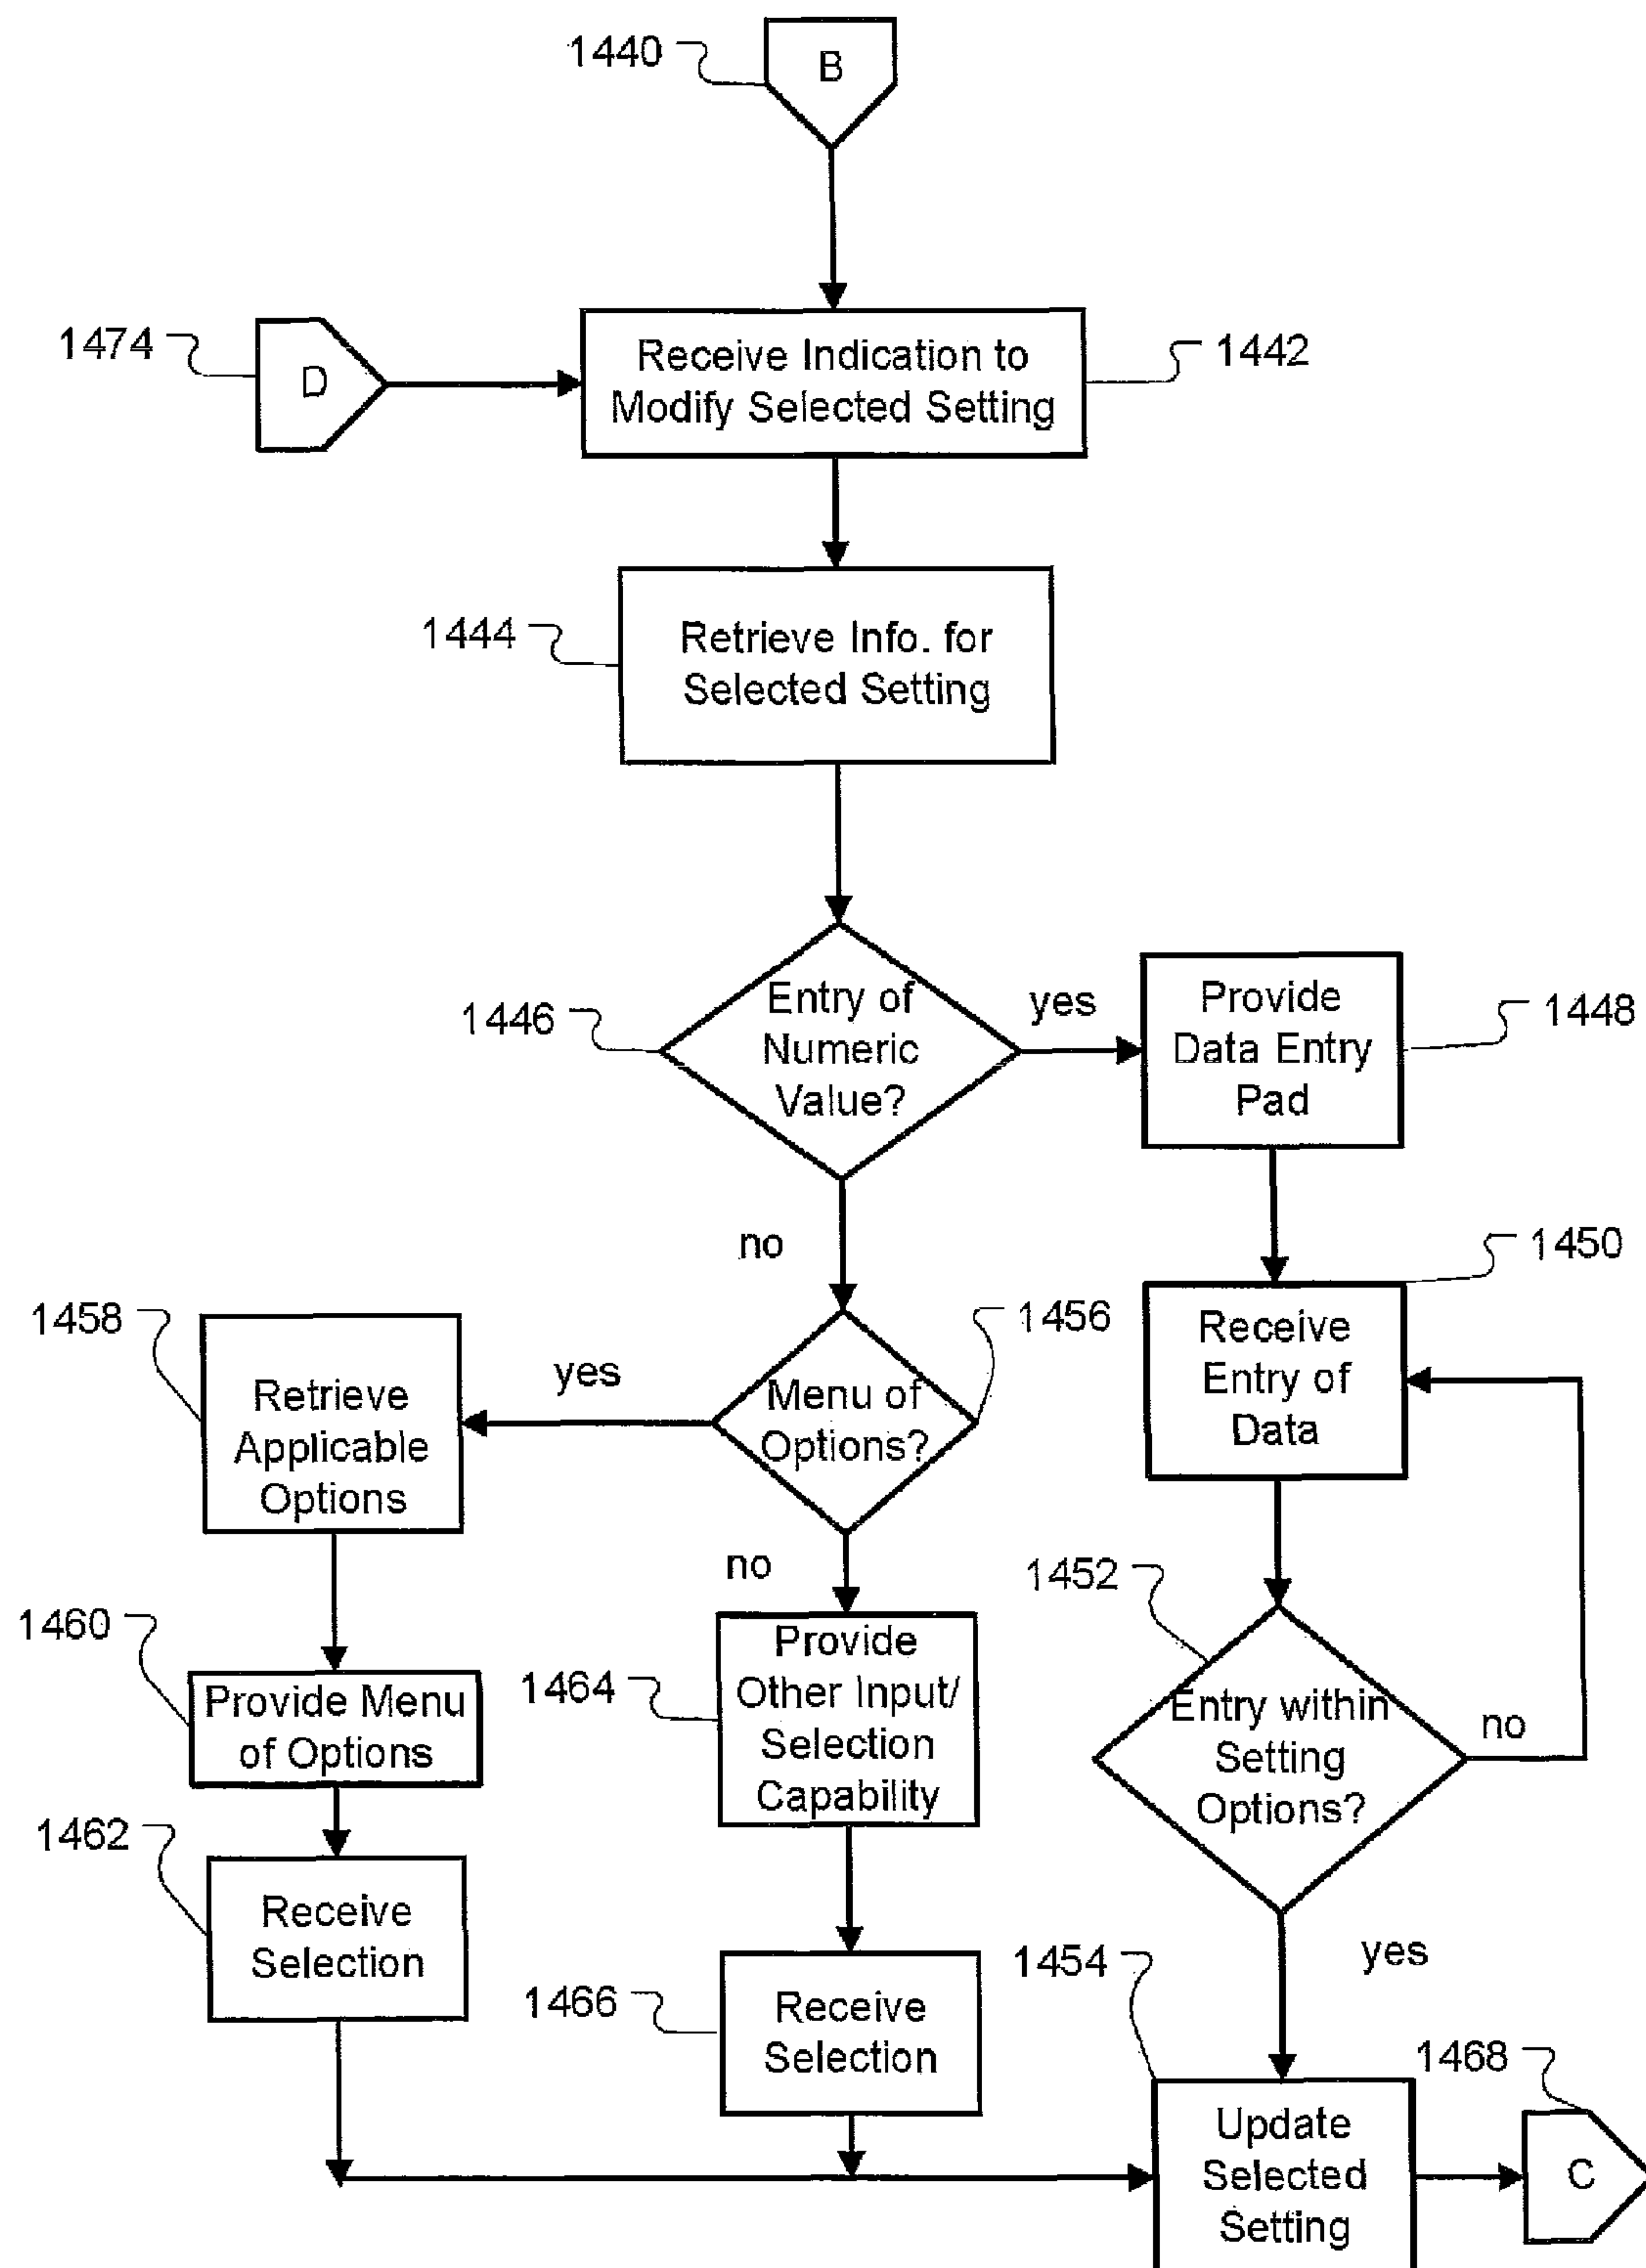 1440
B
1474
D
Receive Indication to
Modify Selected Setting
1442
1444
Retrieve Info. for
Selected Setting
1446
Entry of
Numeric
Value?
yes
Provide
Data Entry
Pad
1448
no
1450
Receive
Entry of
Data
1458
Retrieve
Applicable
Options
yes
Menu of
Options?
1456
no
1452
Entry within
Setting
Options?
no
1460
Provide Menu
of Options
1464
Provide
Other Input/
Selection
Capability
1462
Receive
Selection
1466
Receive
Selection
yes
1454
Update
Selected
Setting
1468
C